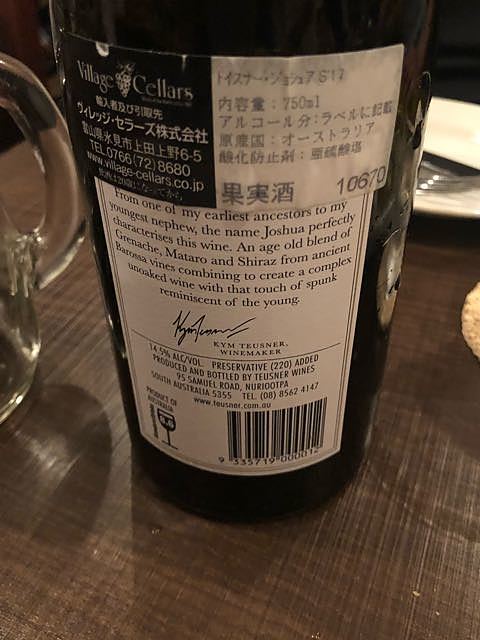 Village Cellars
輸入者及び引取先
ヴィレッジ・セラーズ株式会社
富山県氷見市上田上野6-5
TEL 0766(72)8680
www.village-cellars.co.jp
トイスナー・ジョシュア S'17
内容量:750ml
アルコール分:ラベルに記載
原産国:オーストラリア
酸化防止剤:亜硫酸塩
果実酒 10670
From one of my earliest ancestors to my
youngest nephew, the name Joshua perfectly
characterises this wine. An age old blend of
Grenache, Mataro and Shiraz from ancient
Barossa vines combining to create a complex
unoaked wine with that touch of spunk
reminiscent of the young.
KYM TEUSNER,
WINEMAKER
14.5% ALC/VOL. PRESERVATIVE (220) ADDED
PRODUCED AND BOTTLED BY TEUSNER WINES
95 SAMUEL ROAD, NURIOOTPA
SOUTH AUSTRALIA 5355 TEL. (08) 8562 4147
www.teusner.com.au
PRODUCT OF
AUSTRALIA
9 335719 000012